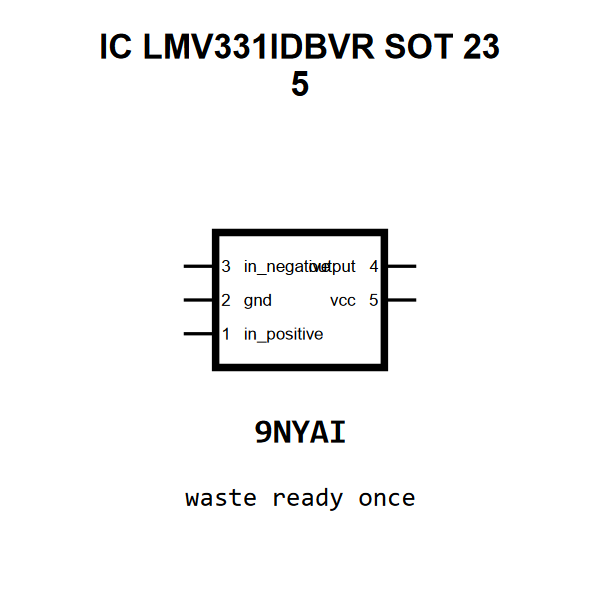 IC LMV331IDBVR SOT 23
5
3 in_negative output 4
2 gnd vcc 5
1 in_positive
9NYAI
waste ready once